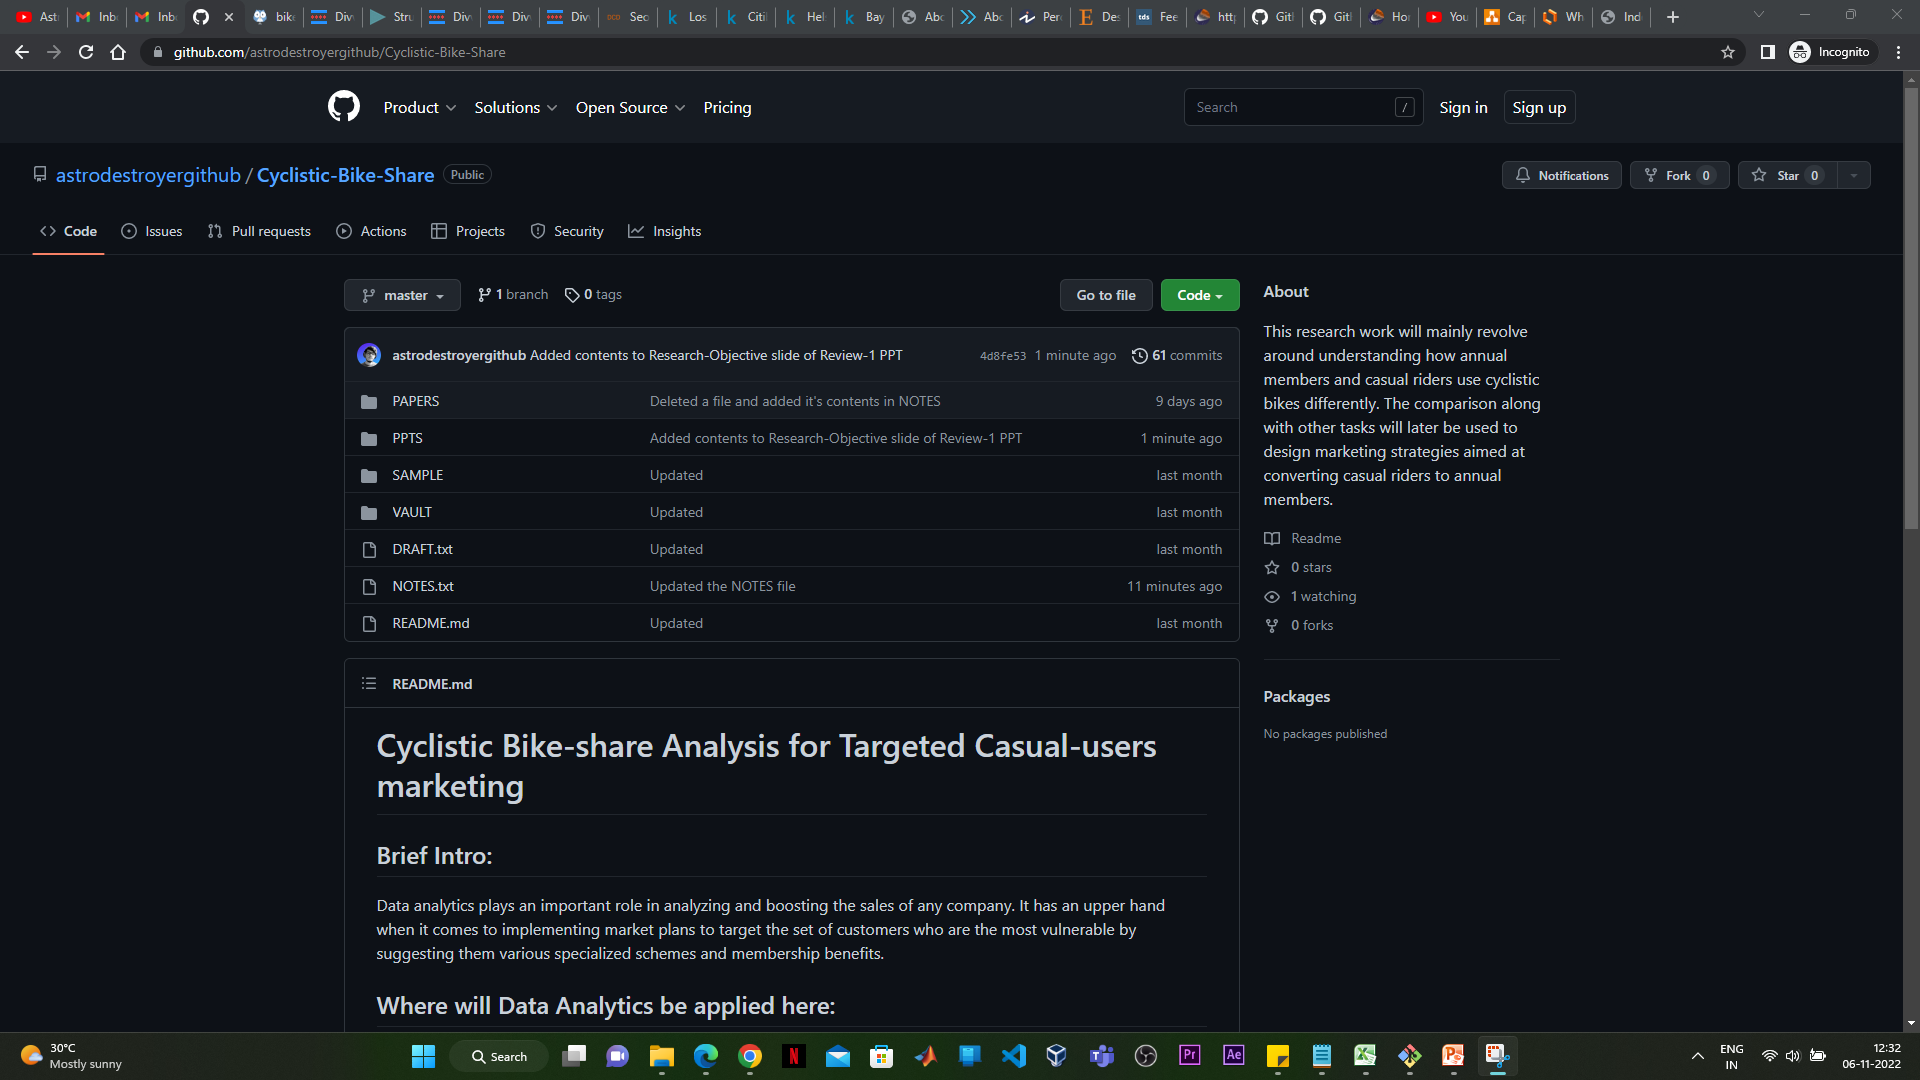 Ast
Inbo
Inbo
bike
Div
Stru
Div
Div
Div
Seo
Los
Citi
Hel
Bay
Abo
Abo
Per
Des
tds
Fee
http
Git
Git
Hor
You
Cap
Wh
Ind
github.com/astrodestroyergithub/Cyclistic-Bike-Share
Incognito
Product
Solutions
Open Source
Pricing
Search
/
Sign in
Sign up
astrodestroyergithub / Cyclistic-Bike-Share
Public
Notifications
Fork 0
Star 0
Code
Issues
Pull requests
Actions
Projects
Security
Insights
master
1 branch
0 tags
Go to file
Code
astrodestroyergithub Added contents to Research-Objective slide of Review-1 PPT 4d8fe53 1 minute ago 61 commits
PAPERS Deleted a file and added it's contents in NOTES 9 days ago
PPTS Added contents to Research-Objective slide of Review-1 PPT 1 minute ago
SAMPLE Updated last month
VAULT Updated last month
DRAFT.txt Updated last month
NOTES.txt Updated the NOTES file 11 minutes ago
README.md Updated last month
README.md
Cyclistic Bike-share Analysis for Targeted Casual-users
marketing
Brief Intro:
Data analytics plays an important role in analyzing and boosting the sales of any company. It has an upper hand
when it comes to implementing market plans to target the set of customers who are the most vulnerable by
suggesting them various specialized schemes and membership benefits.
Where will Data Analytics be applied here:
About
This research work will mainly revolve
around understanding how annual
members and casual riders use cyclistic
bikes differently. The comparison along
with other tasks will later be used to
design marketing strategies aimed at
converting casual riders to annual
members.
Readme
0 stars
1 watching
0 forks
Packages
No packages published
30°C
Mostly sunny
Search
N
Pr
Ae
ENG
IN
12:32
06-11-2022